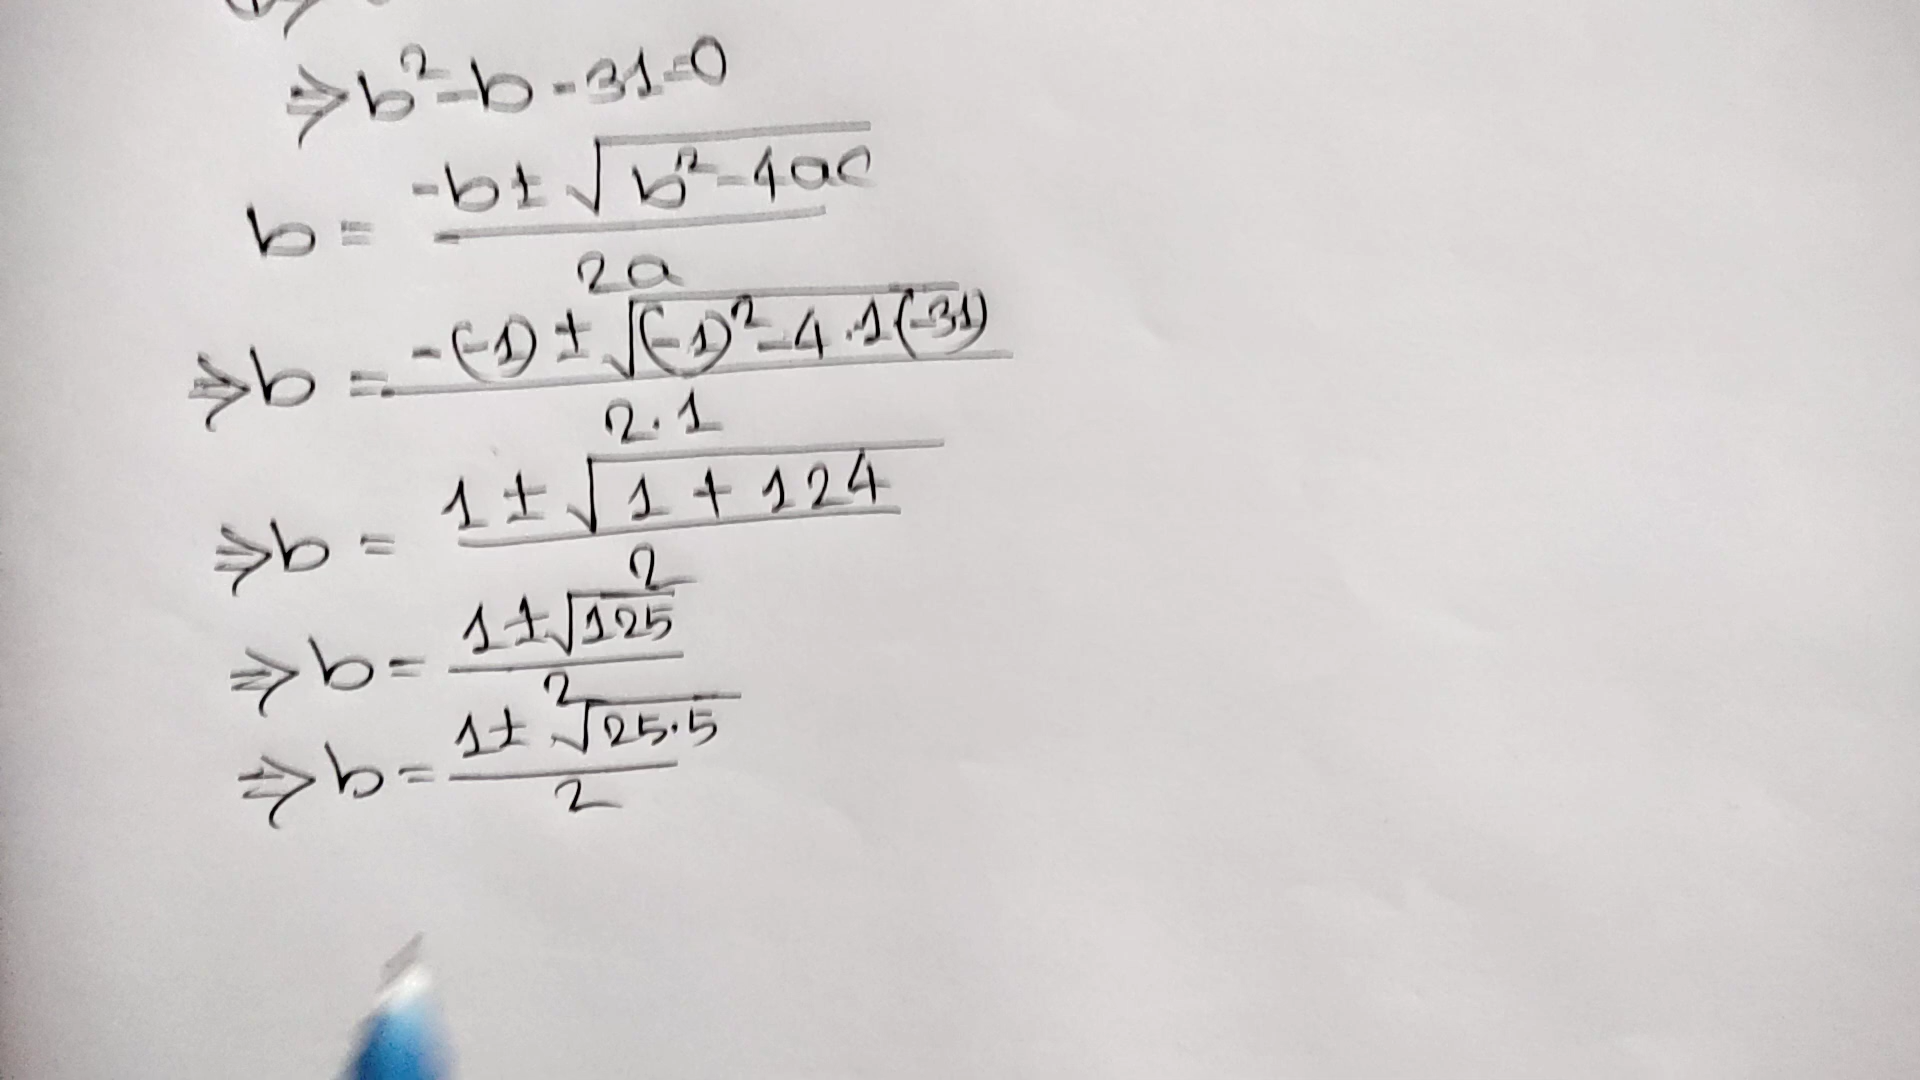 ⇒ b² - b - 31 = 0
b = (-b ± √(b² - 4ac)) / 2a
⇒ b = (-(-1) ± √((-1)² - 4 · 1(-31))) / 2 · 1
⇒ b = (1 ± √(1 + 124)) / 2
⇒ b = (1 ± √125) / 2
⇒ b = (1 ± √(25 · 5)) / 2